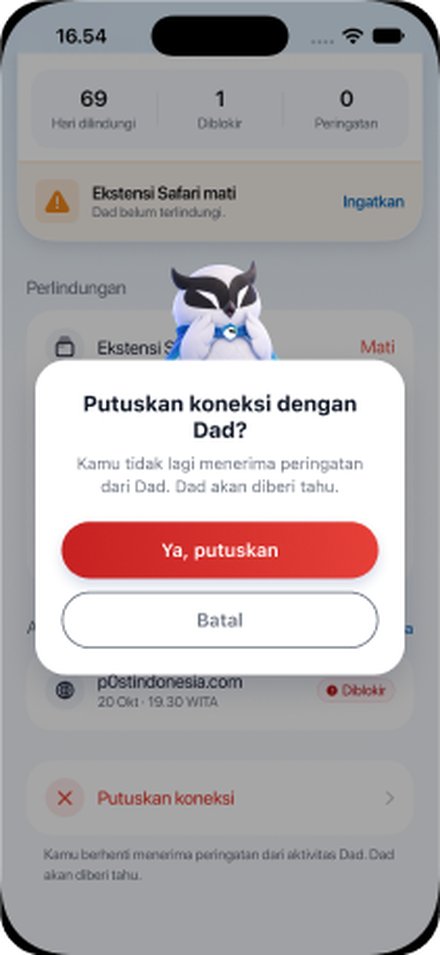 16.54
69
1
0
Hari dilindungi
Diblokir
Peringatan
Ekstensi Safari mati
Dad belum terlindungi.
Ingatkan
Perlindungan
Ekstensi S
Mati
Putuskan koneksi dengan
Dad?
Kamu tidak lagi menerima peringatan
dari Dad. Dad akan diberi tahu.
Ya, putuskan
Batal
A
a
p0stindonesia.com
20 Okt · 19.30 WITA
Diblokir
Putuskan koneksi
Kamu berhenti menerima peringatan dari aktivitas Dad. Dad
akan diberi tahu.